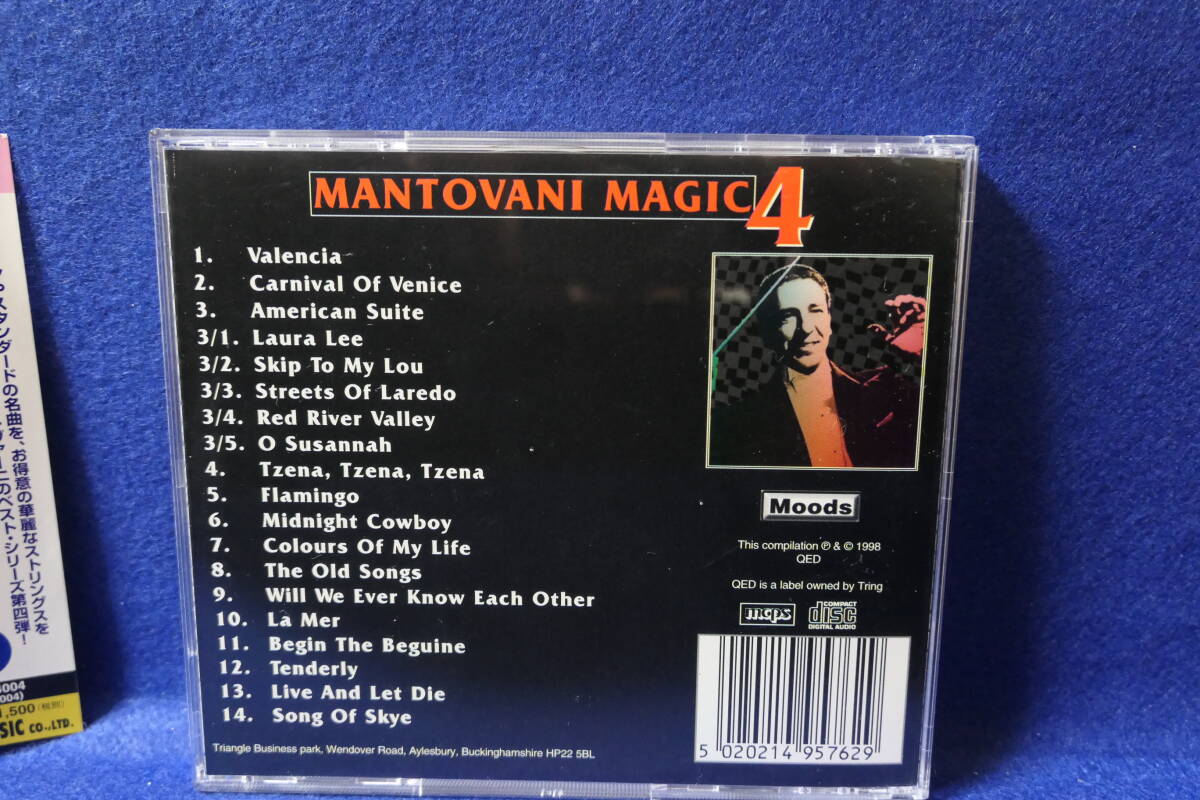 MANTOVANI MAGIC 4
1. Valencia
2. Carnival Of Venice
3. American Suite
3/1. Laura Lee
3/2. Skip To My Lou
3/3. Streets Of Laredo
3/4. Red River Valley
3/5. O Susannah
4. Tzena, Tzena, Tzena
5. Flamingo
6. Midnight Cowboy
7. Colours Of My Life
8. The Old Songs
9. Will We Ever Know Each Other
10. La Mer
11. Begin The Beguine
12. Tenderly
13. Live And Let Die
14. Song Of Skye
Triangle Business park, Wendover Road, Aylesbury, Buckinghamshire HP22 5BL
Moods
This compilation ℗ & © 1998
QED
QED is a label owned by Tring
mcps
COMPACT
disc
DIGITAL AUDIO
5 020214 957629
スタンダードの名曲を、お得意の華麗なストリングスを
のベスト・シリーズ第四弾!
004
004)
,500(税別)
SIC CO.,LTD.